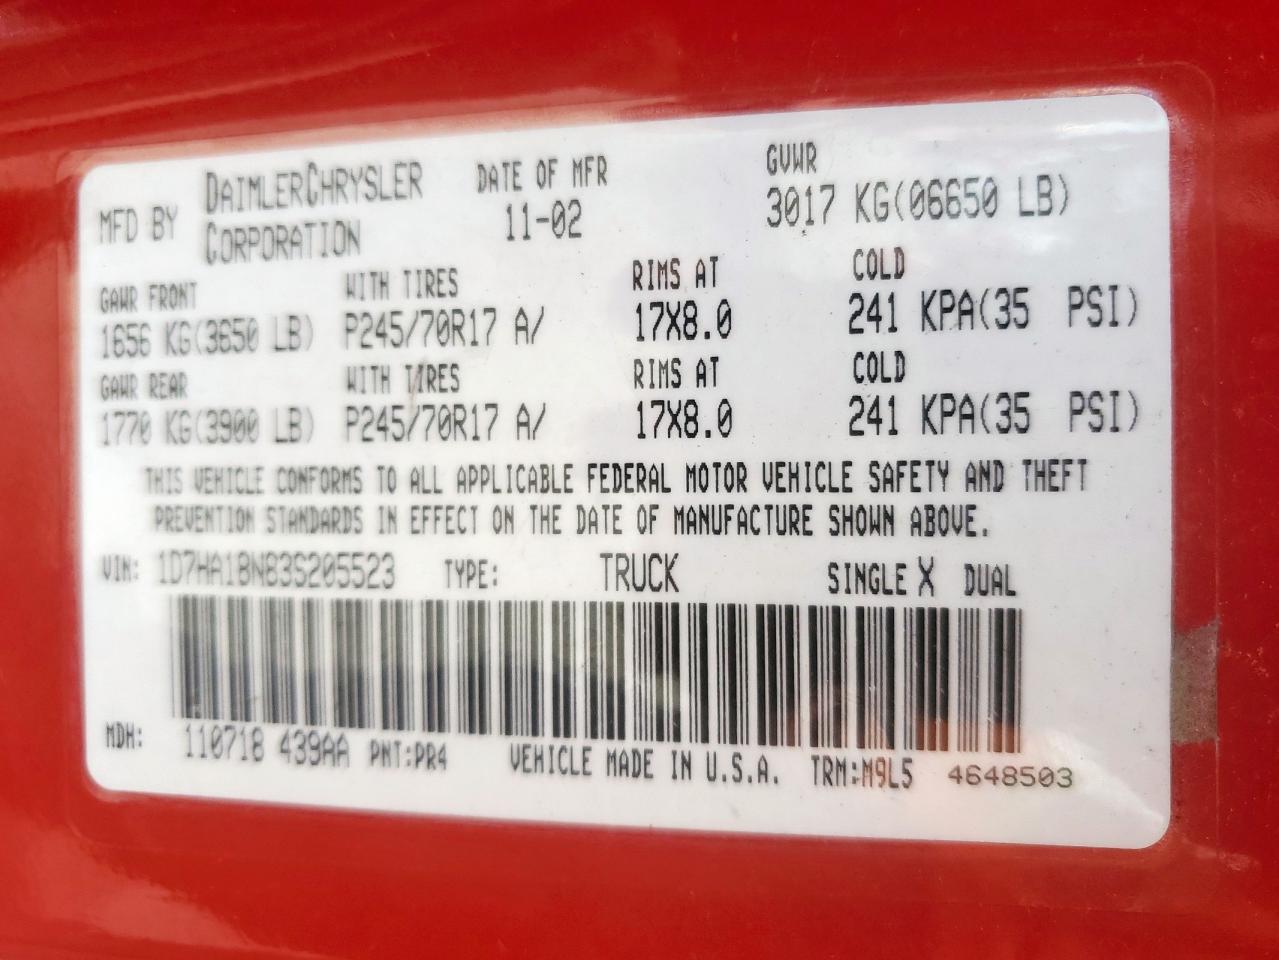 MFD BY DAIMLERCHRYSLER CORPORATION DATE OF MFR 11-02 GVWR 3017 KG(06650 LB)
GAWR FRONT WITH TIRES RIMS AT COLD
1656 KG(3650 LB) P245/70R17 A/ 17X8.0 241 KPA(35 PSI)
GAWR REAR WITH TIRES RIMS AT COLD
1770 KG(3900 LB) P245/70R17 A/ 17X8.0 241 KPA(35 PSI)
THIS VEHICLE CONFORMS TO ALL APPLICABLE FEDERAL MOTOR VEHICLE SAFETY AND THEFT
PREVENTION STANDARDS IN EFFECT ON THE DATE OF MANUFACTURE SHOWN ABOVE.
VIN: 1D7HA18N83S205523 TYPE: TRUCK SINGLE X DUAL
MDH: 110718 439AA PNT:PR4 VEHICLE MADE IN U.S.A. TRM:M9L5 4648503